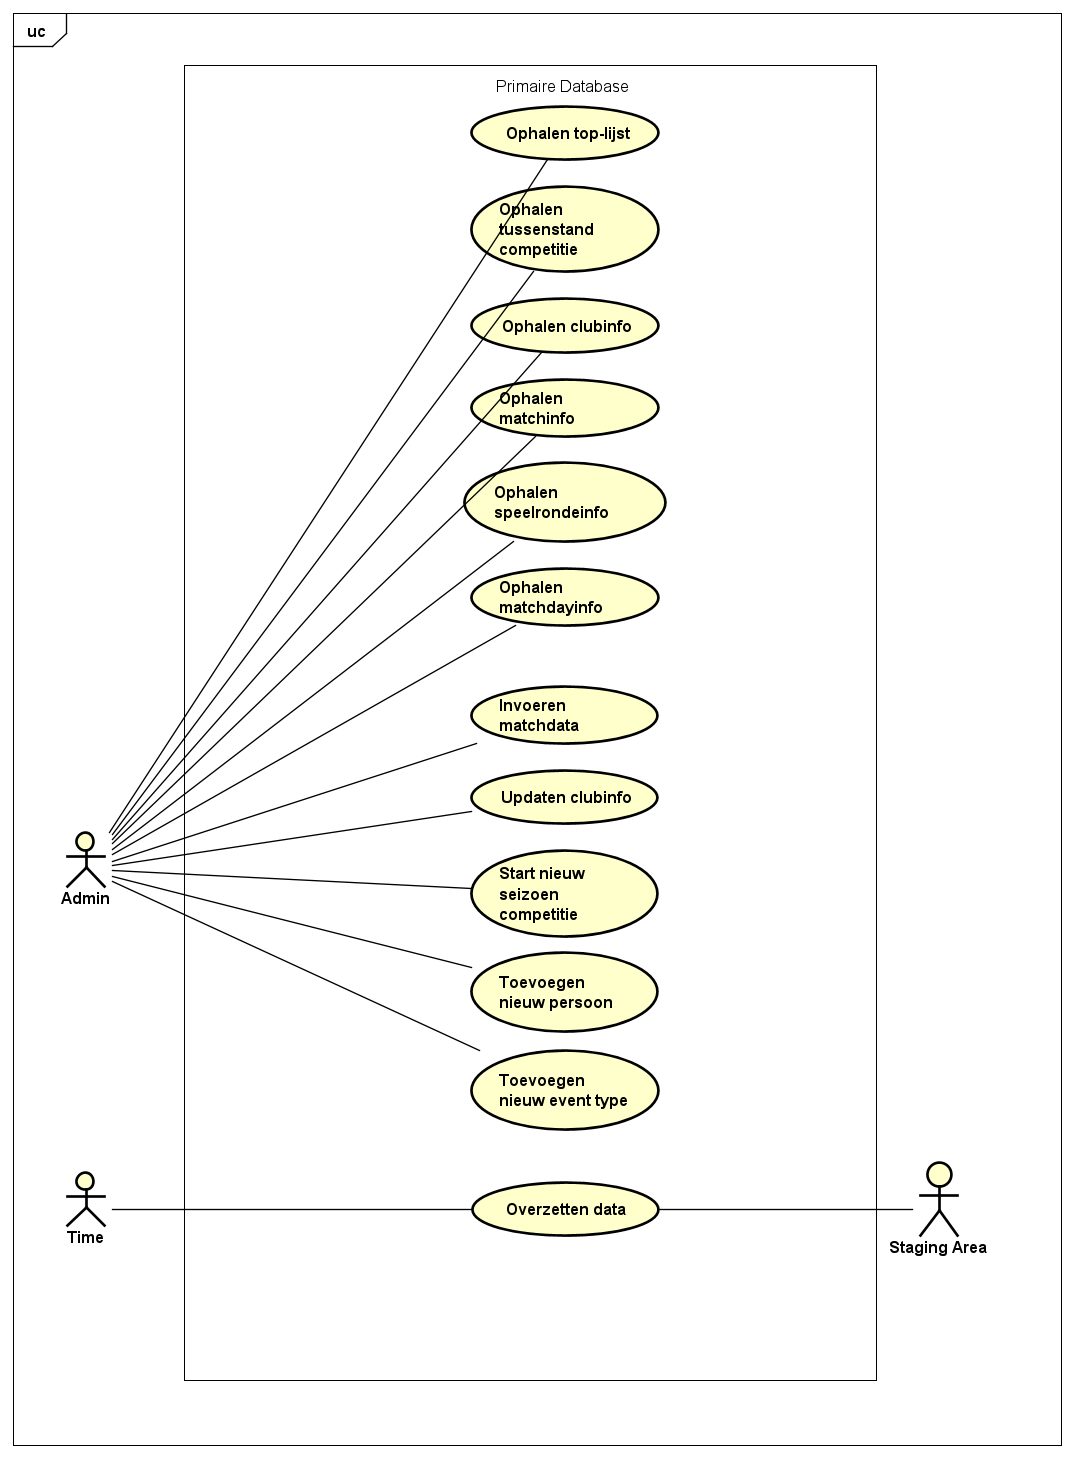 uc
Primaire Database
Ophalen top-lijst
Ophalen
tussenstand
competitie
Ophalen clubinfo
Ophalen
matchinfo
Ophalen
speelrondeinfo
Ophalen
matchdayinfo
Invoeren
matchdata
Updaten clubinfo
Start nieuw
seizoen
competitie
Admin
Toevoegen
nieuw persoon
Toevoegen
nieuw event type
Overzetten data
Time
Staging Area